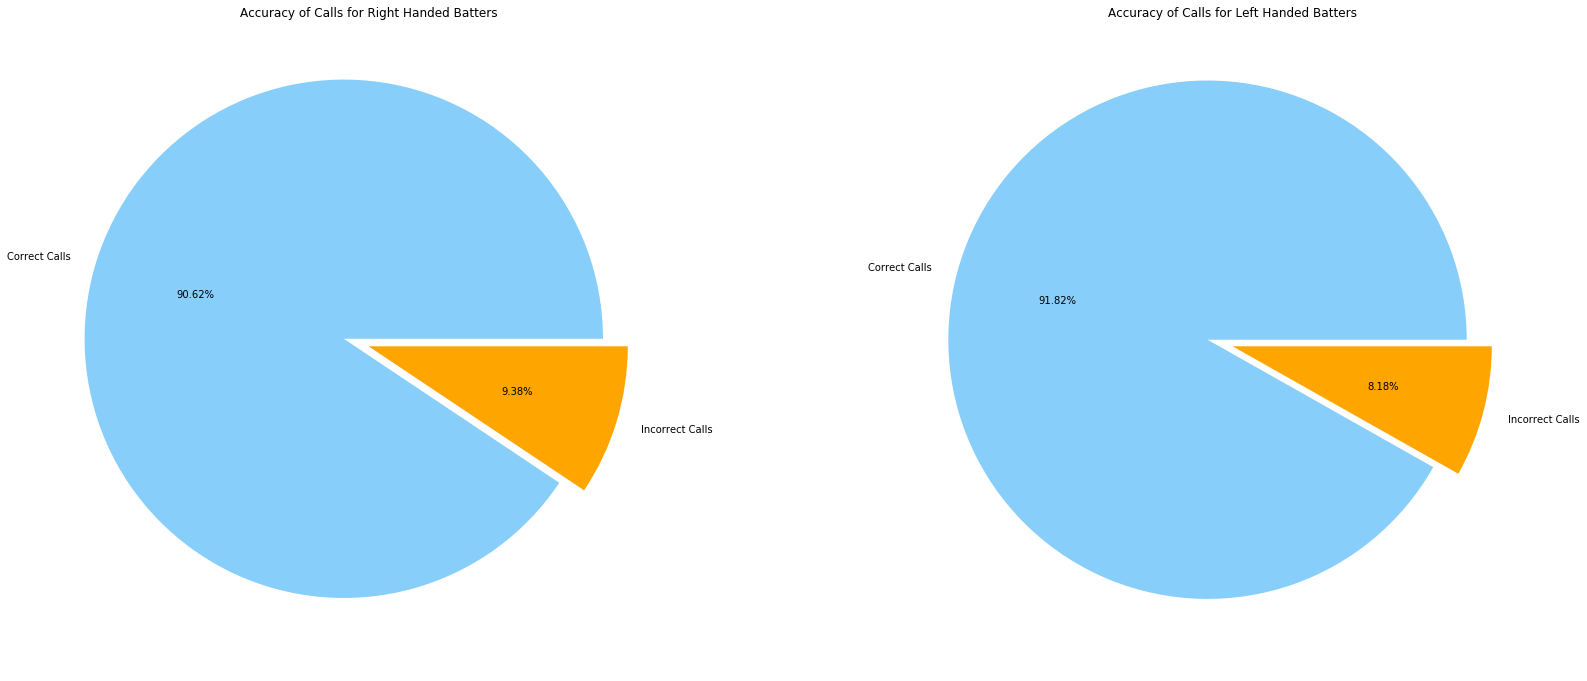 Accuracy of Calls for Right Handed Batters
Correct Calls
90.62%
9.38%
Incorrect Calls
Accuracy of Calls for Left Handed Batters
Correct Calls
91.82%
8.18%
Incorrect Calls